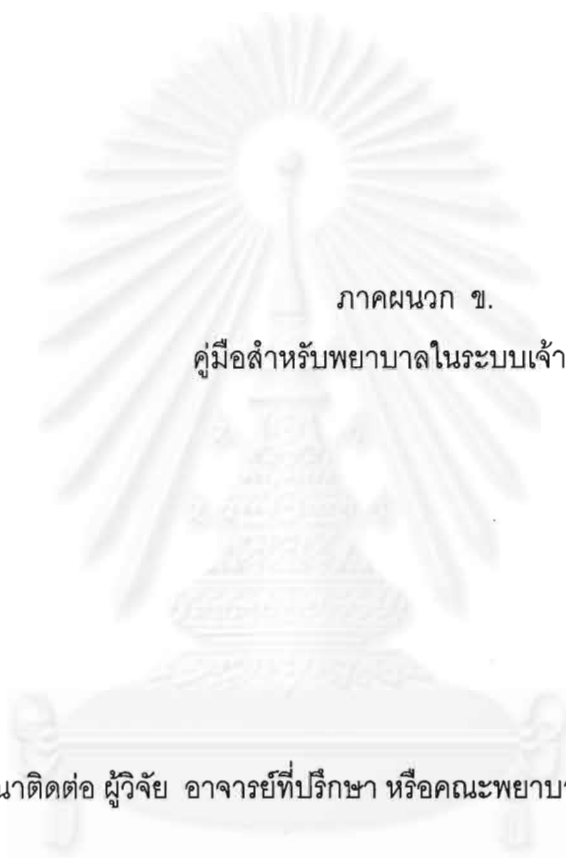 ภาคผนวก ข.
คู่มือสำหรับพยาบาลในระบบเจ้า
ติดต่อ ผู้วิจัย อาจารย์ที่ปรึกษา หรือคณะพยาบา